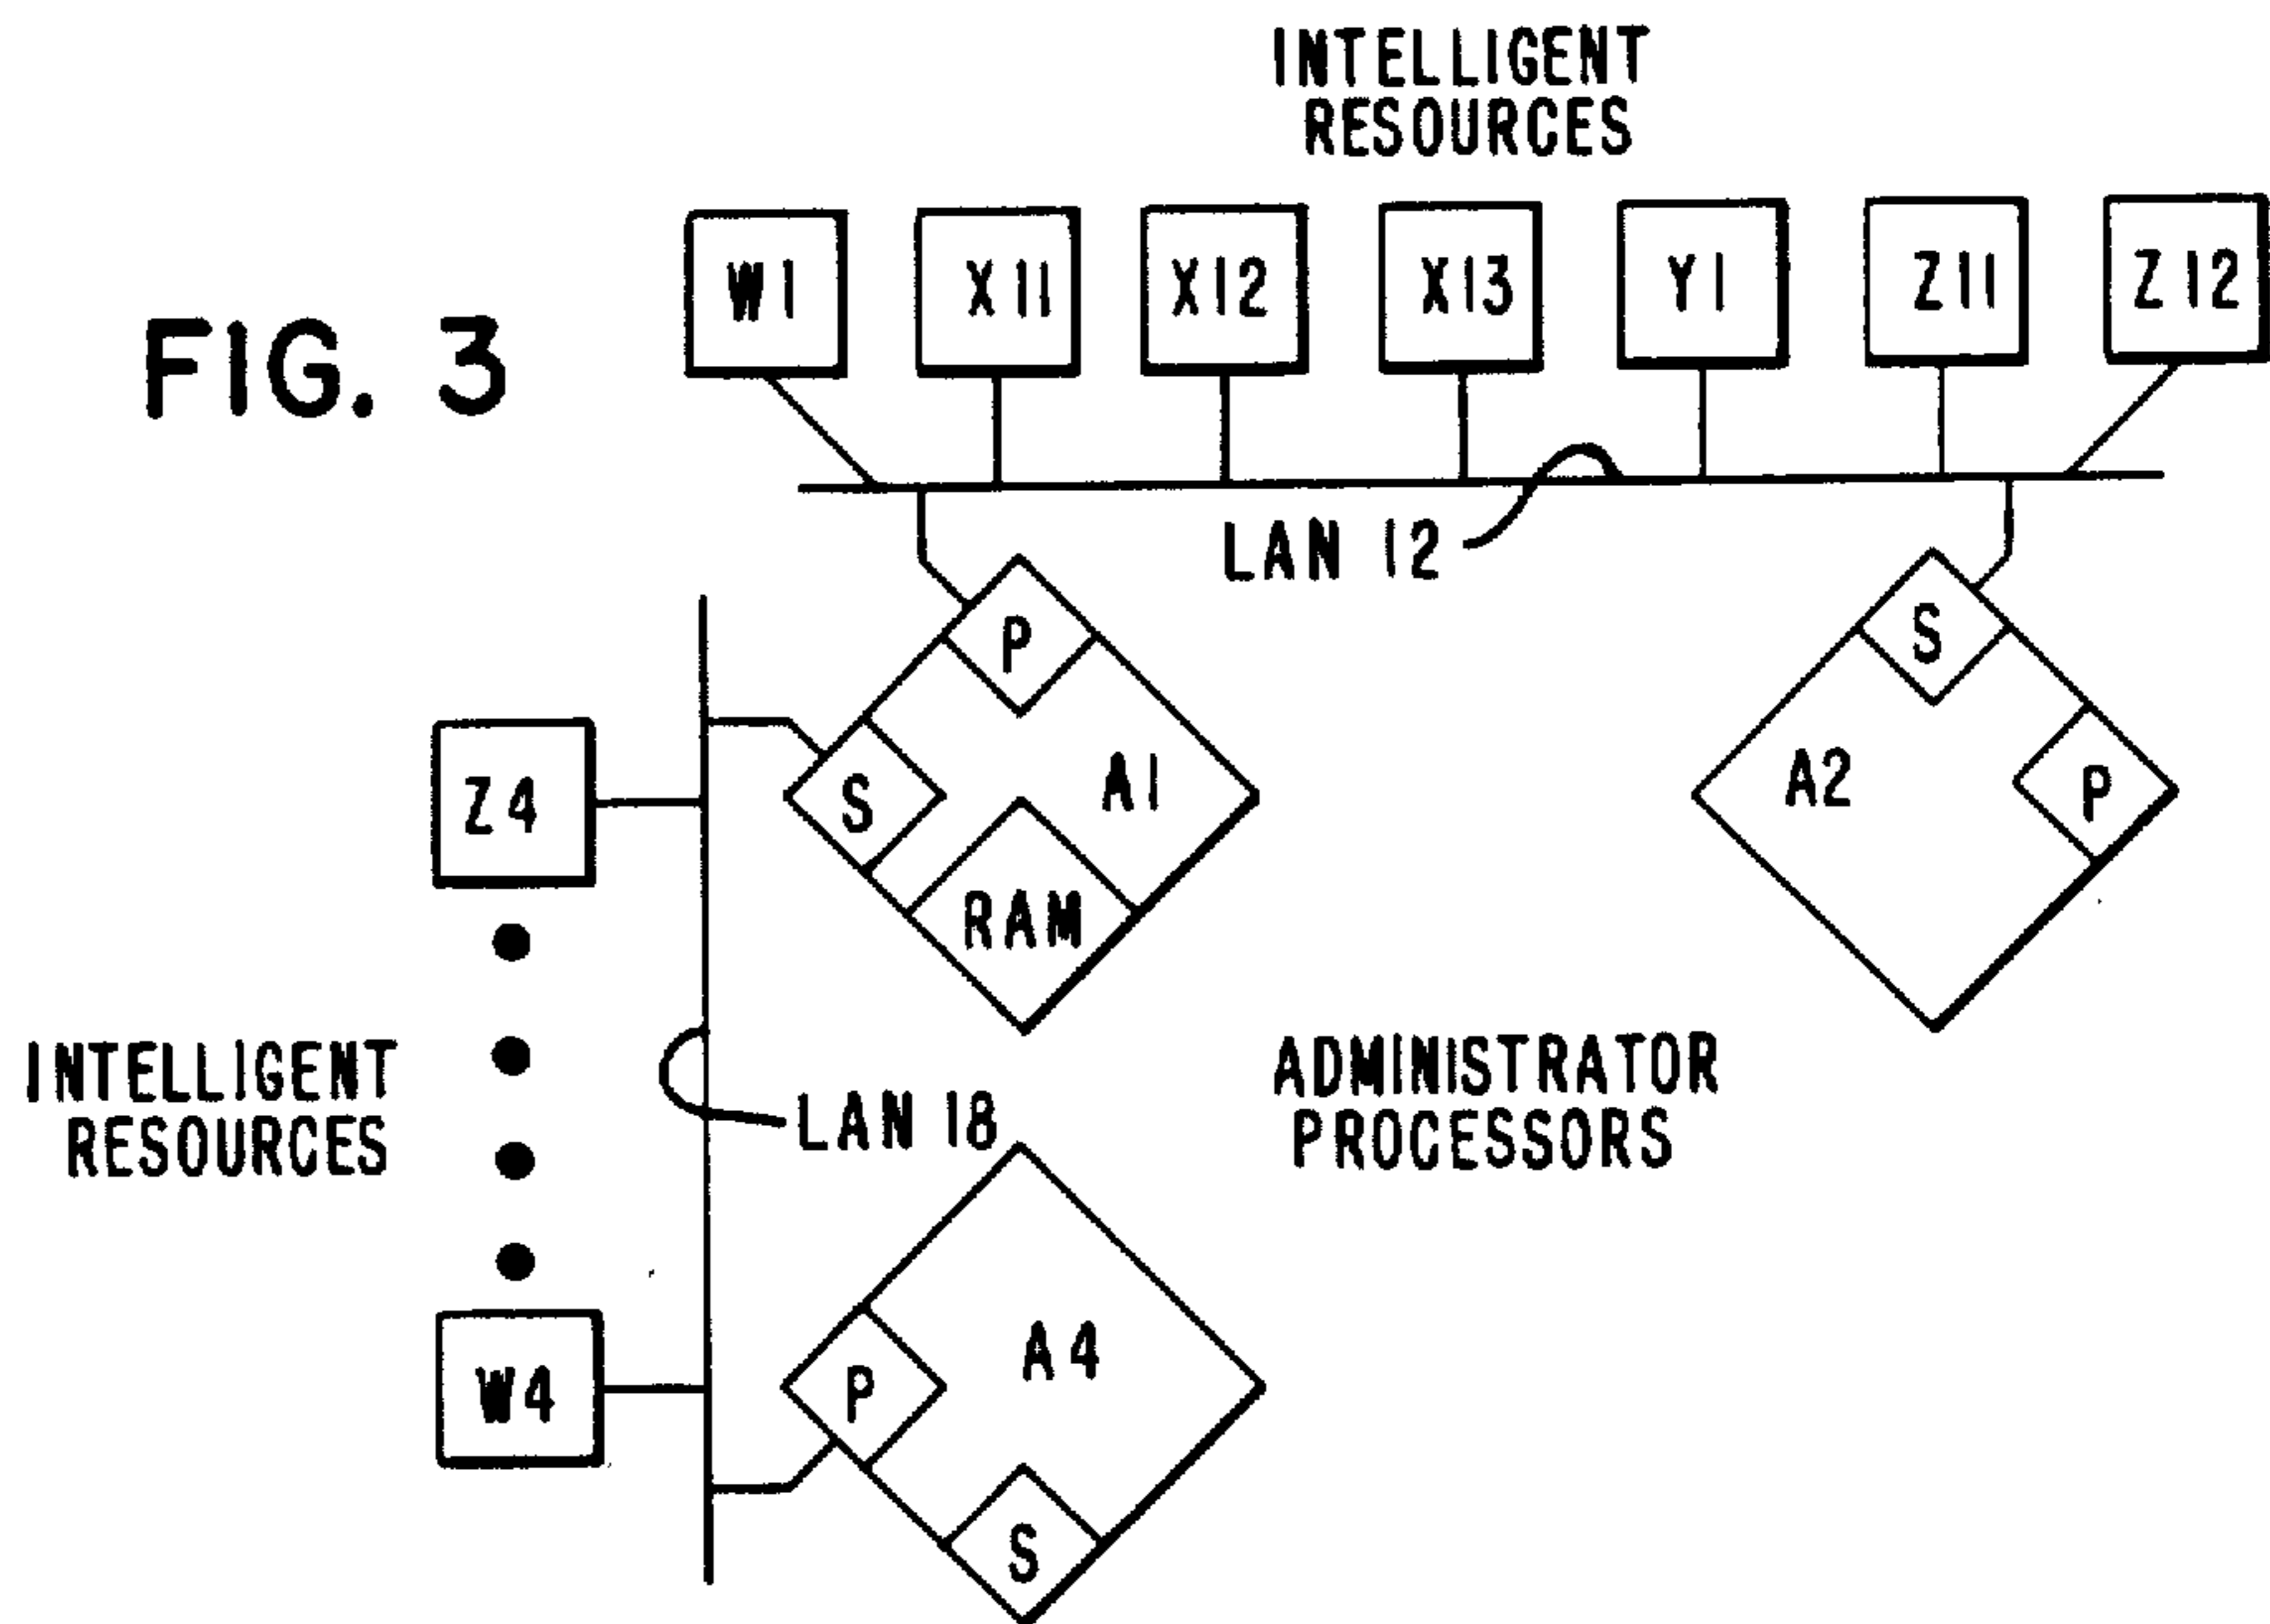 INTELLIGENT
RESOURCES
FIG. 3
W1
X11
X12
X13
Y1
Z11
Z12
LAN 12
P
S
A1
RAM
S
A2
P
Z4
INTELLIGENT
RESOURCES
LAN 18
ADMINISTRATOR
PROCESSORS
W4
P
A4
S